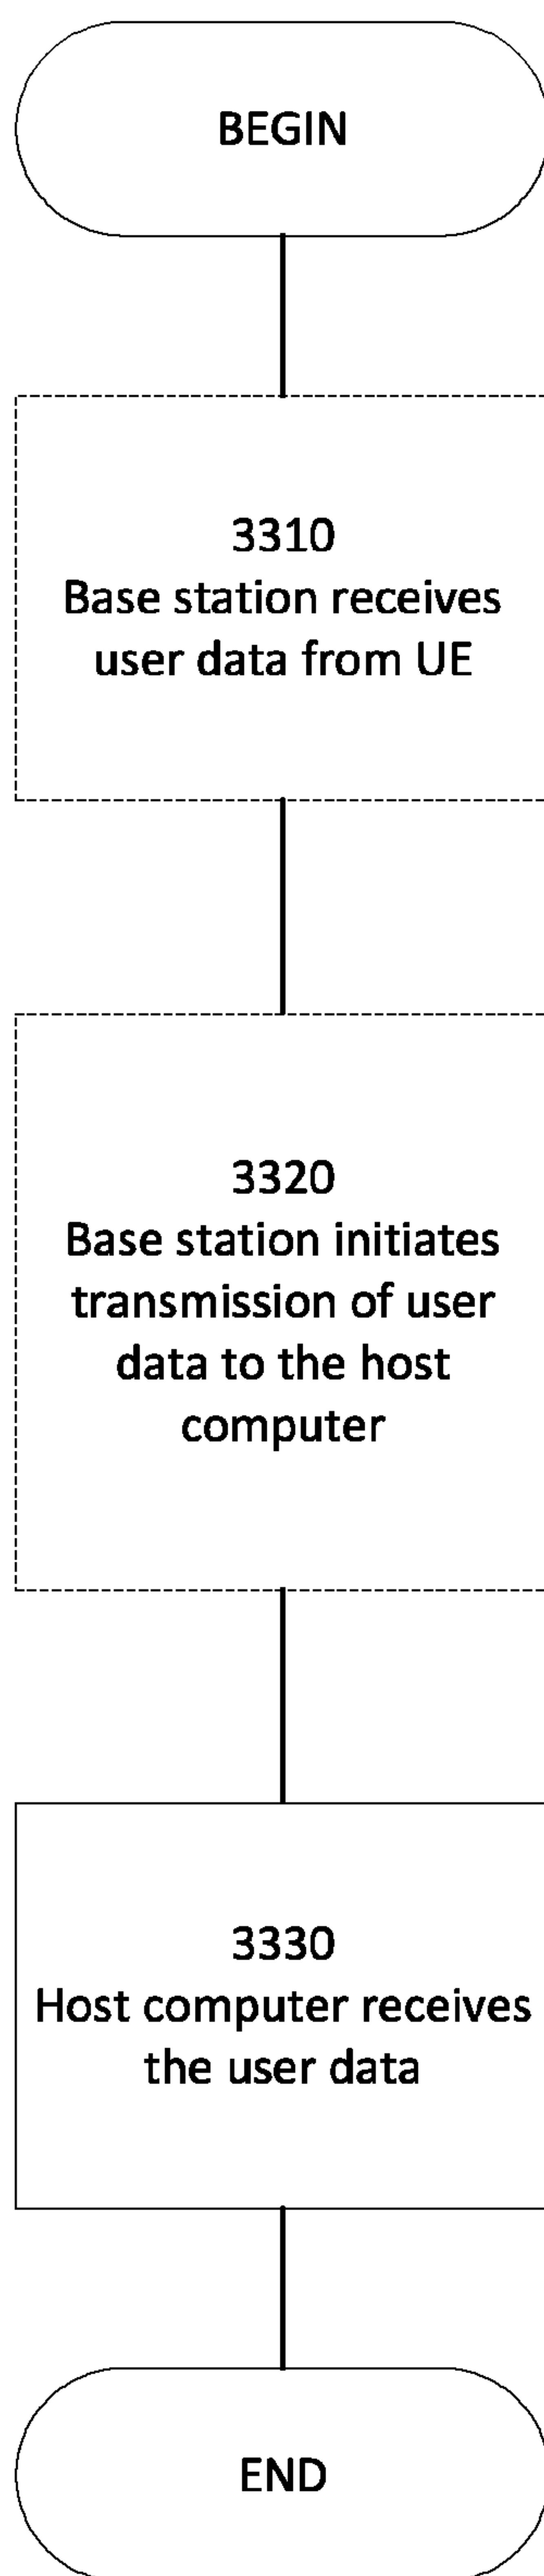 BEGIN
3310
Base station receives
user data from UE
3320
Base station initiates
transmission of user
data to the host
computer
3330
Host computer receives
the user data
END